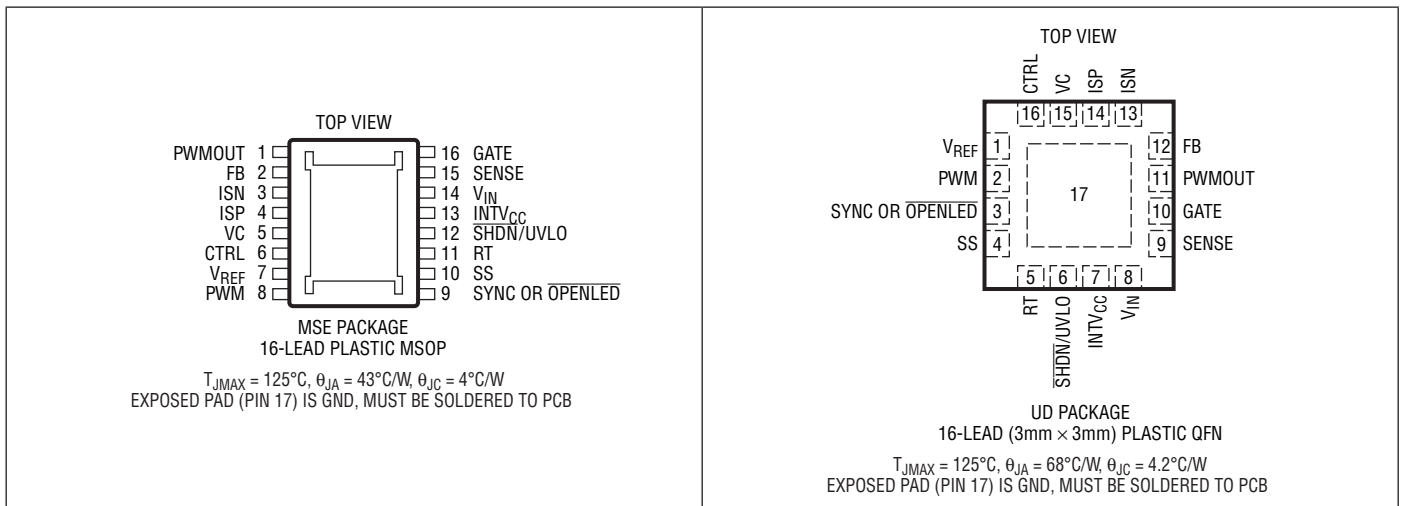 TOP VIEW
PWMOUT 1
FB 2
ISN 3
ISP 4
VC 5
CTRL 6
VREF 7
PWM 8
16 GATE
15 SENSE
14 VIN
13 INTVCC
12 SHDN/UVLO
11 RT
10 SS
9 SYNC OR OPENLED
MSE PACKAGE
16-LEAD PLASTIC MSOP
TJMAX = 125°C, θJA = 43°C/W, θJC = 4°C/W
EXPOSED PAD (PIN 17) IS GND, MUST BE SOLDERED TO PCB
TOP VIEW
CTRL
VC
ISP
ISN
16 15 14 13
VREF 1
PWM 2
SYNC OR OPENLED 3
SS 4
17
12 FB
11 PWMOUT
10 GATE
9 SENSE
5 6 7 8
RT
SHDN/UVLO
INTVCC
VIN
UD PACKAGE
16-LEAD (3mm × 3mm) PLASTIC QFN
TJMAX = 125°C, θJA = 68°C/W, θJC = 4.2°C/W
EXPOSED PAD (PIN 17) IS GND, MUST BE SOLDERED TO PCB